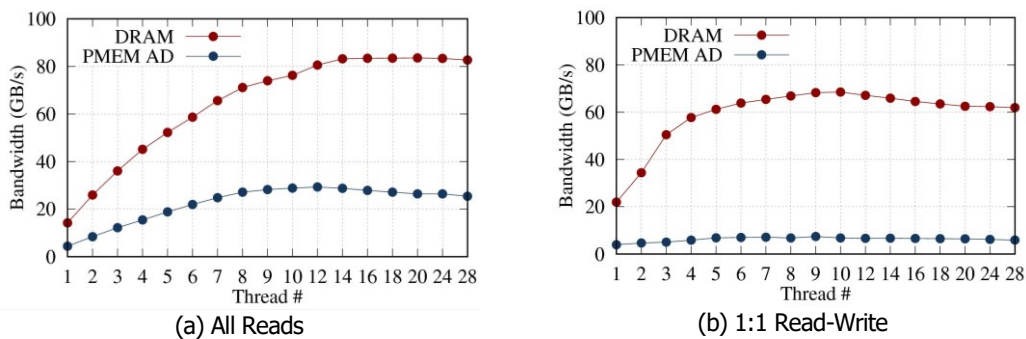 100
80
60
40
20
0
Bandwidth (GB/s)
DRAM
PMEM AD
1 2 3 4 5 6 7 8 9 10 12 14 16 18 20 24 28
Thread #
(a) All Reads
100
80
60
40
20
0
Bandwidth (GB/s)
DRAM
PMEM AD
1 2 3 4 5 6 7 8 9 10 12 14 16 18 20 24 28
Thread #
(b) 1:1 Read-Write